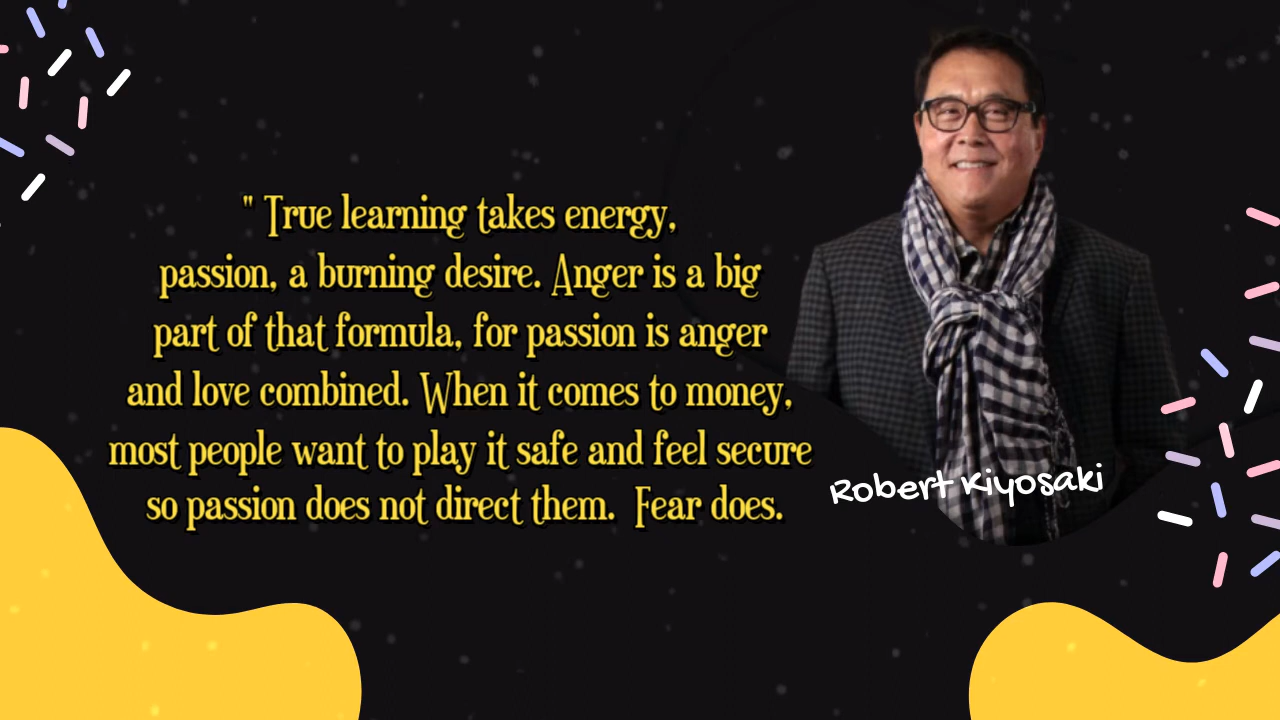 " True learning takes energy,
passion, a burning desire. Anger is a big
part of that formula, for passion is anger
and love combined. When it comes to money,
most people want to play it safe and feel secure
so passion does not direct them. Fear does.
Robert Kiyosaki